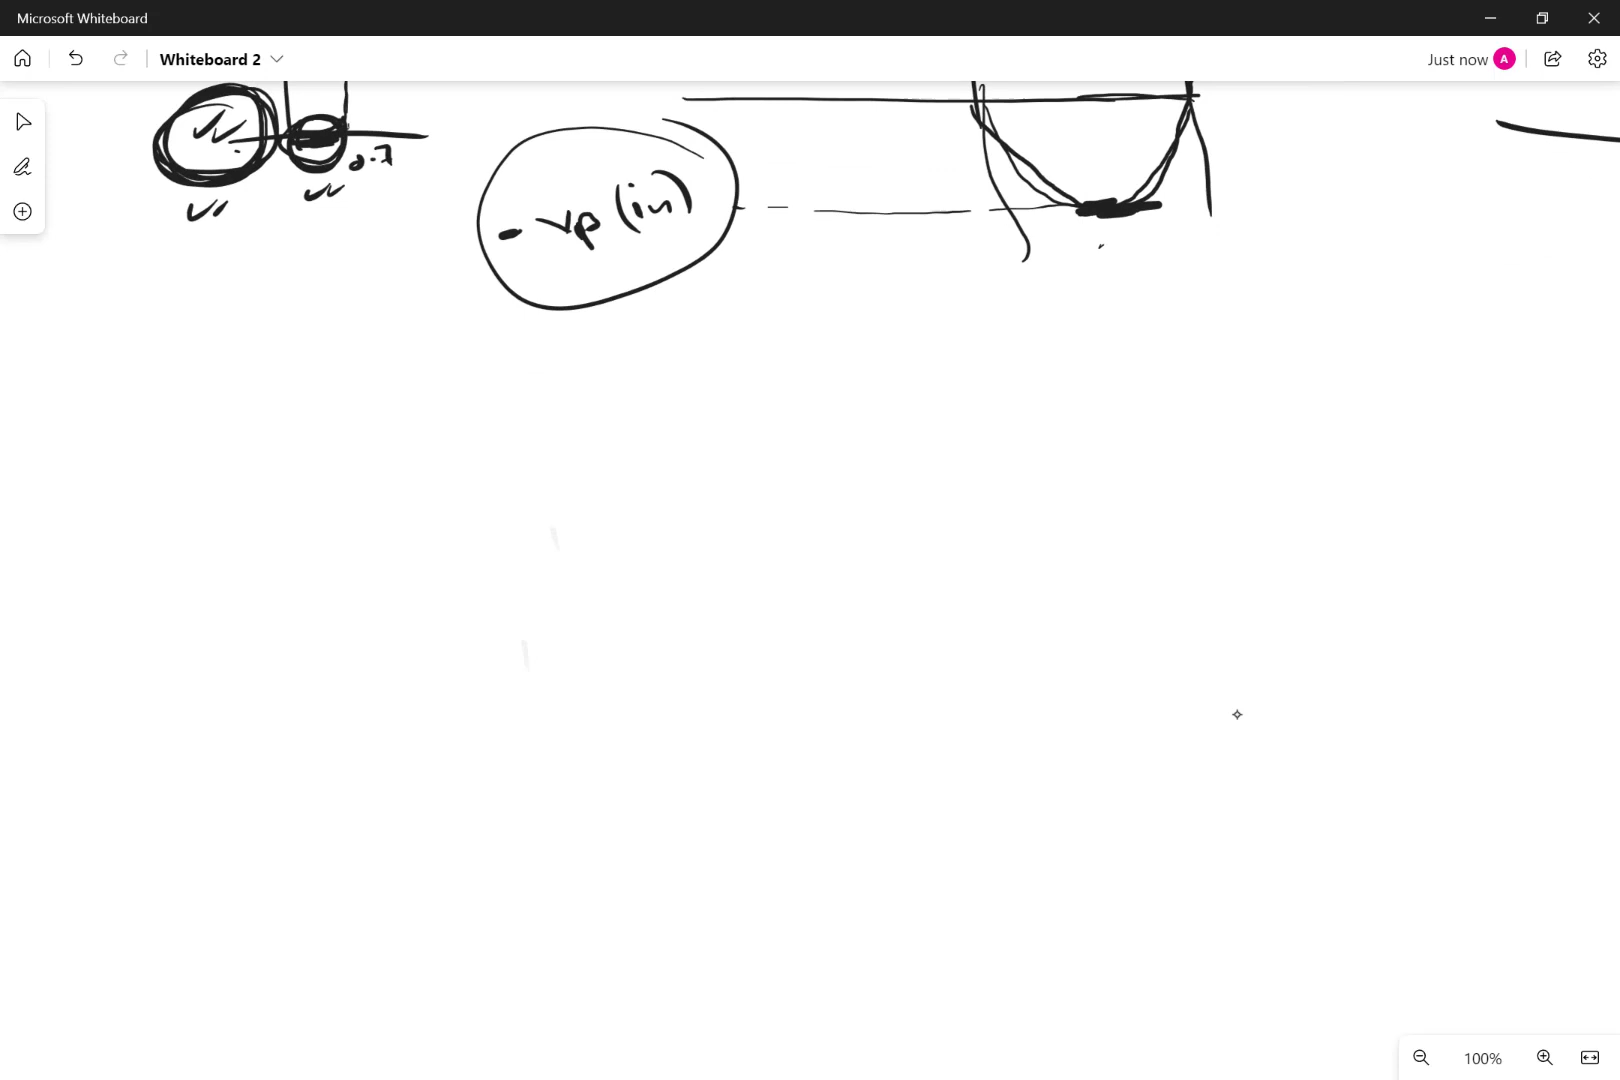 Microsoft Whiteboard
Whiteboard 2
Just now A
0.7
- Vp (in)
100%